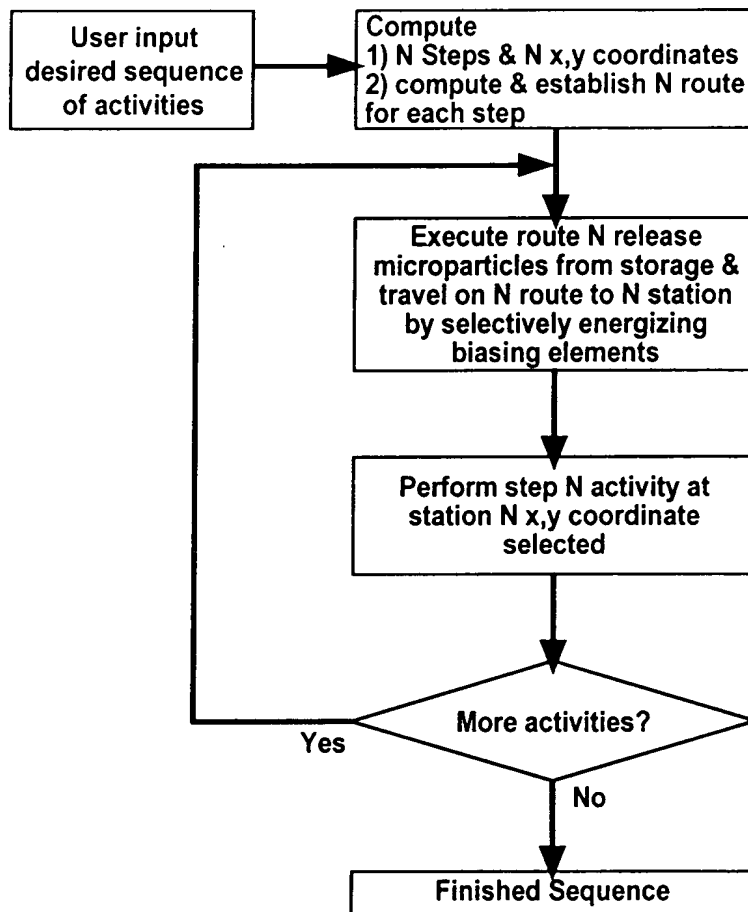 User input
desired sequence
of activities
Compute
1) N Steps & N x,y coordinates
2) compute & establish N route
for each step
Execute route N release
microparticles from storage &
travel on N route to N station
by selectively energizing
biasing elements
Perform step N activity at
station N x,y coordinate
selected
More activities?
Yes
No
Finished Sequence